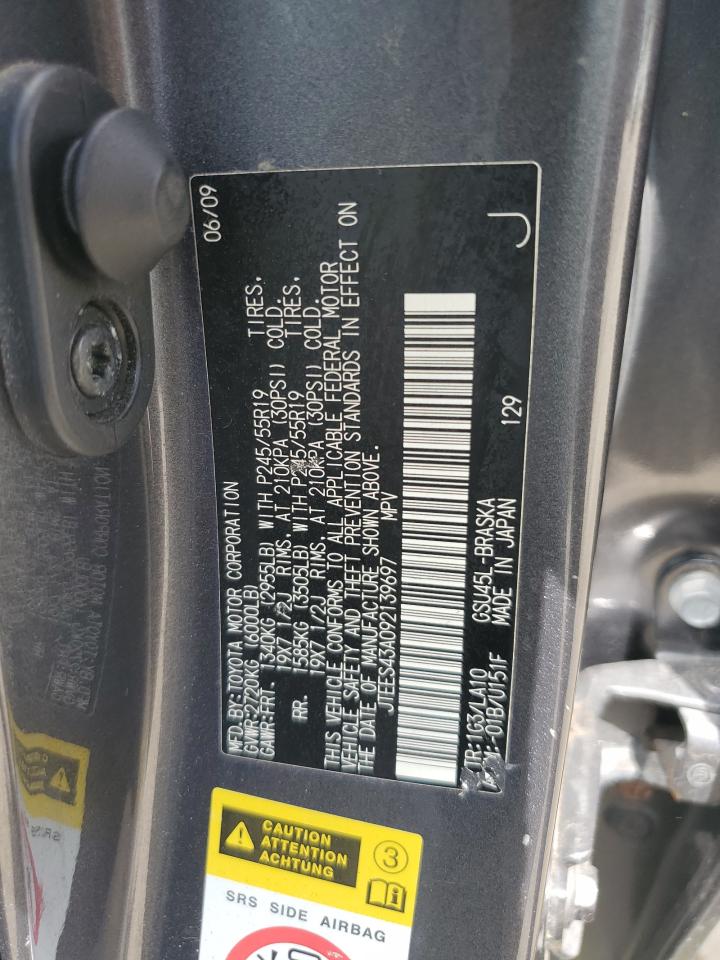 MFD.BY:TOYOTA MOTOR CORPORATION 06/09
GVWR:2720KG (6000LB)
GAWR:FRT. 1340KG (2955LB) WITH P245/55R19 TIRES,
19X7 1/2J RIMS, AT 210KPA (30PSI) COLD.
RR. 1585KG (3505LB) WITH P245/55R19 TIRES,
19X7 1/2J RIMS, AT 210KPA (30PSI) COLD.
THIS VEHICLE CONFORMS TO ALL APPLICABLE FEDERAL MOTOR
VEHICLE SAFETY AND THEFT PREVENTION STANDARDS IN EFFECT ON
THE DATE OF MANUFACTURE SHOWN ABOVE.
JTEES43A092139697 MPV
C/TR:1G3/LA10 GSU45L-BRASKA 129
-01B/U151F MADE IN JAPAN
J
CAUTION
ATTENTION
ACHTUNG
3
SRS SIDE AIRBAG